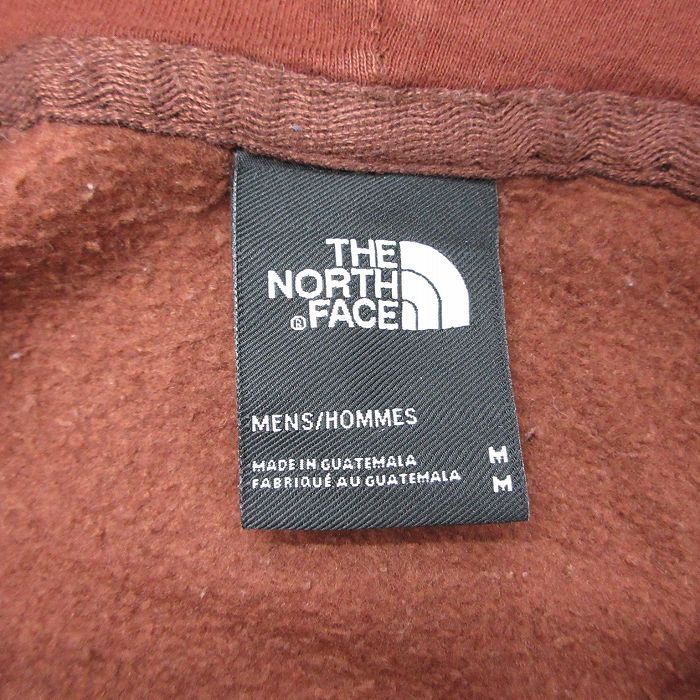 THE
NORTH
® FACE
MENS/HOMMES
MADE IN GUATEMALA M
FABRIQUÉ AU GUATEMALA M